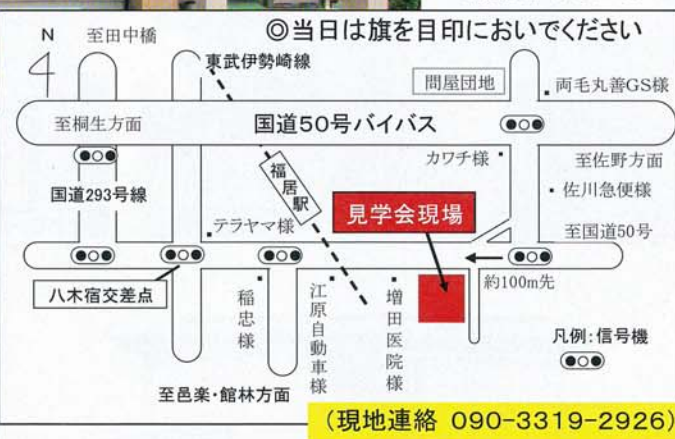 ◎当日は旗を目印においでください
N
至田中橋
東武伊勢崎線
問屋団地
両毛丸善GS様
至桐生方面
国道50号バイパス
カワチ様
至佐野方面
福居駅
国道293号線
見学会現場
佐川急便様
テラヤマ様
至国道50号
八木宿交差点
約100m先
稲忠様
江原自動車様
増田医院様
凡例:信号機
至邑楽・館林方面
(現地連絡 090-3319-2926)